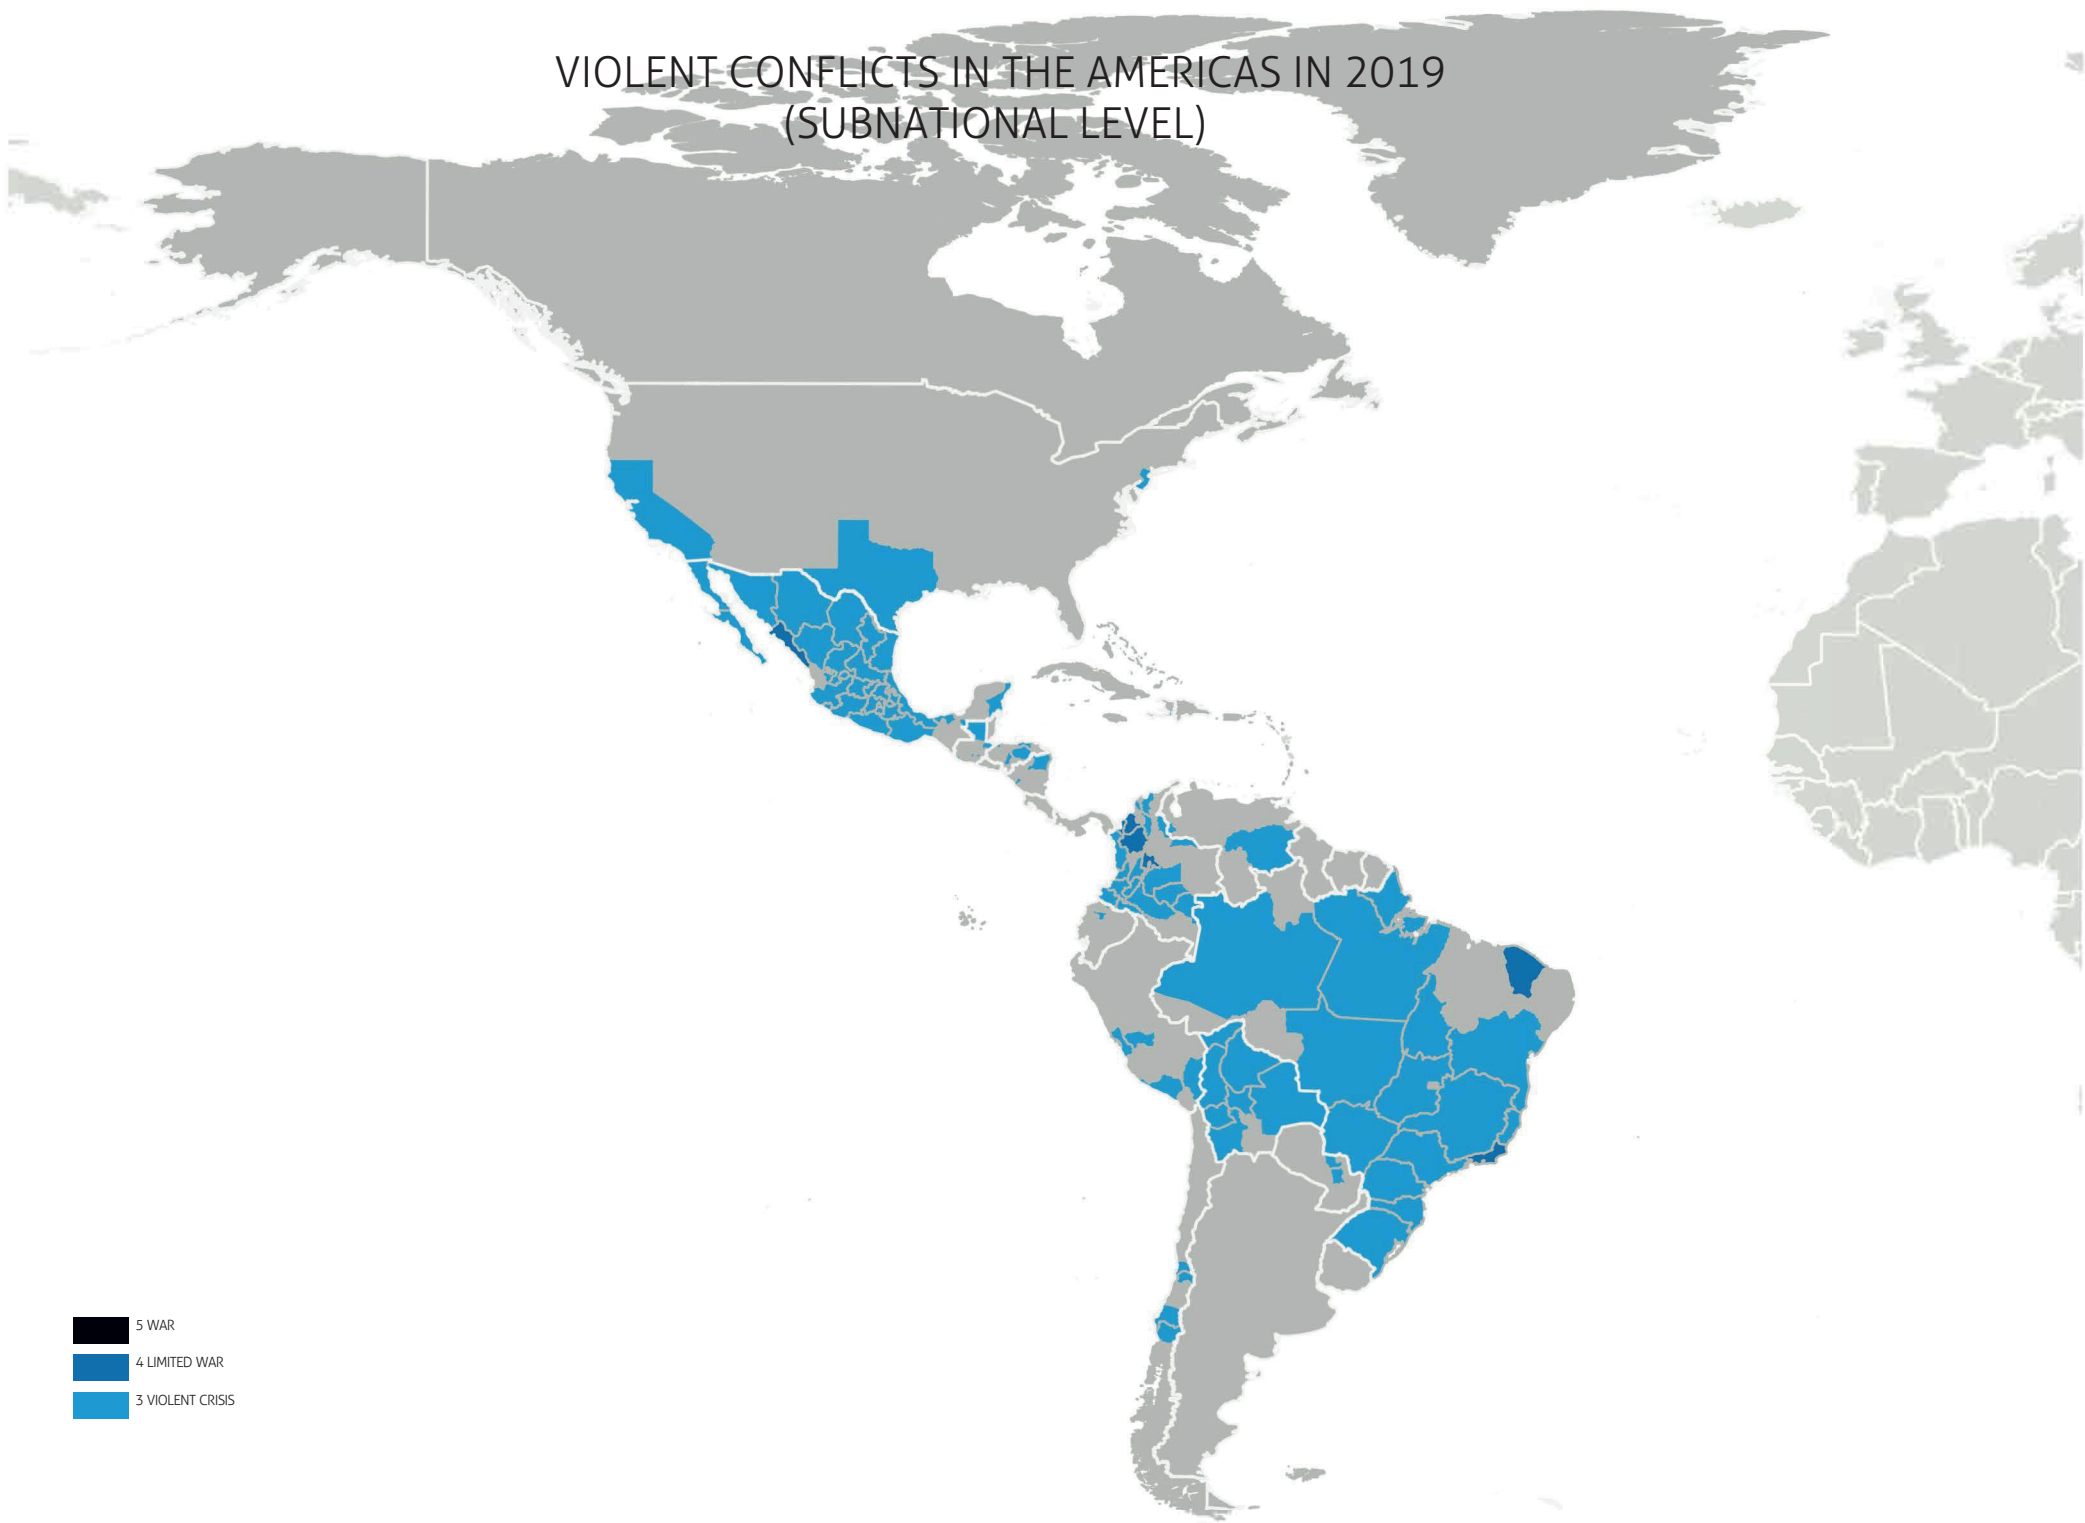 VIOLENT CONFLICTS IN THE AMERICAS IN 2019
(SUBNATIONAL LEVEL)
5 WAR
4 LIMITED WAR
3 VIOLENT CRISIS